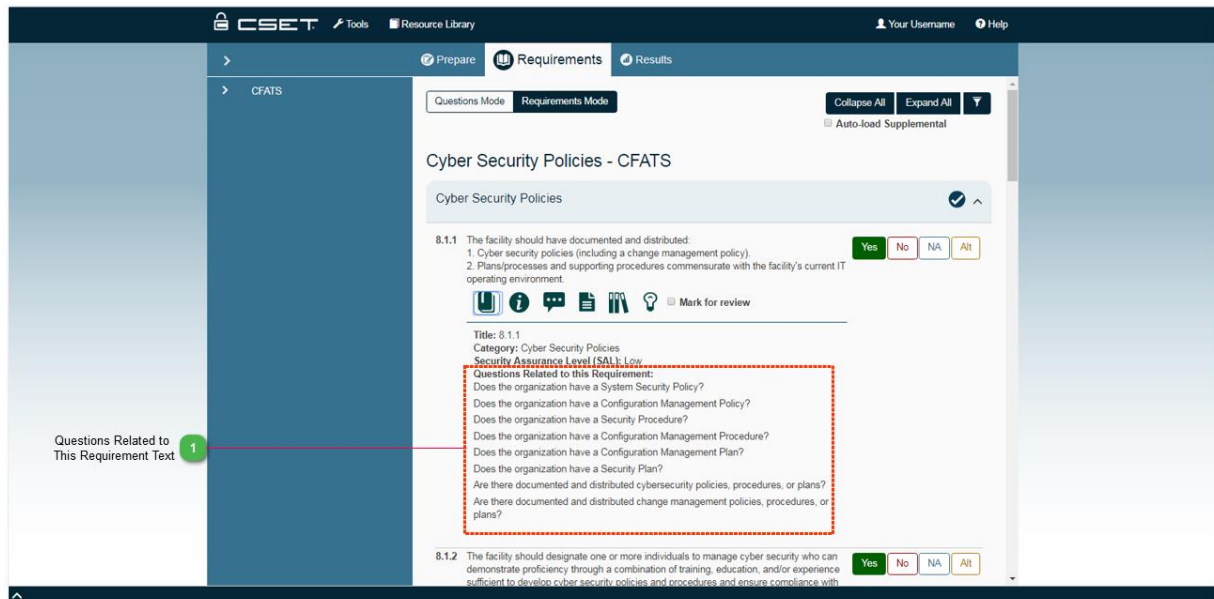 CSET Tools Resource Library Your Username Help
Prepare Requirements Results
CFATS
Questions Mode Requirements Mode Collapse All Expand All
Auto-load Supplemental
Cyber Security Policies - CFATS
Cyber Security Policies
8.1.1 The facility should have documented and distributed:
1. Cyber security policies (including a change management policy).
2. Plans/processes and supporting procedures commensurate with the facility's current IT
operating environment.
Yes No NA Alt
Mark for review
Title: 8.1.1
Category: Cyber Security Policies
Security Assurance Level (SAL): Low
Questions Related to this Requirement:
Does the organization have a System Security Policy?
Does the organization have a Configuration Management Policy?
Does the organization have a Security Procedure?
Does the organization have a Configuration Management Procedure?
Does the organization have a Configuration Management Plan?
Does the organization have a Security Plan?
Are there documented and distributed cybersecurity policies, procedures, or plans?
Are there documented and distributed change management policies, procedures, or
plans?
Questions Related to
This Requirement Text
1
8.1.2 The facility should designate one or more individuals to manage cyber security who can
demonstrate proficiency through a combination of training, education, and/or experience
sufficient to develop cyber security policies and procedures and ensure compliance with
Yes No NA Alt